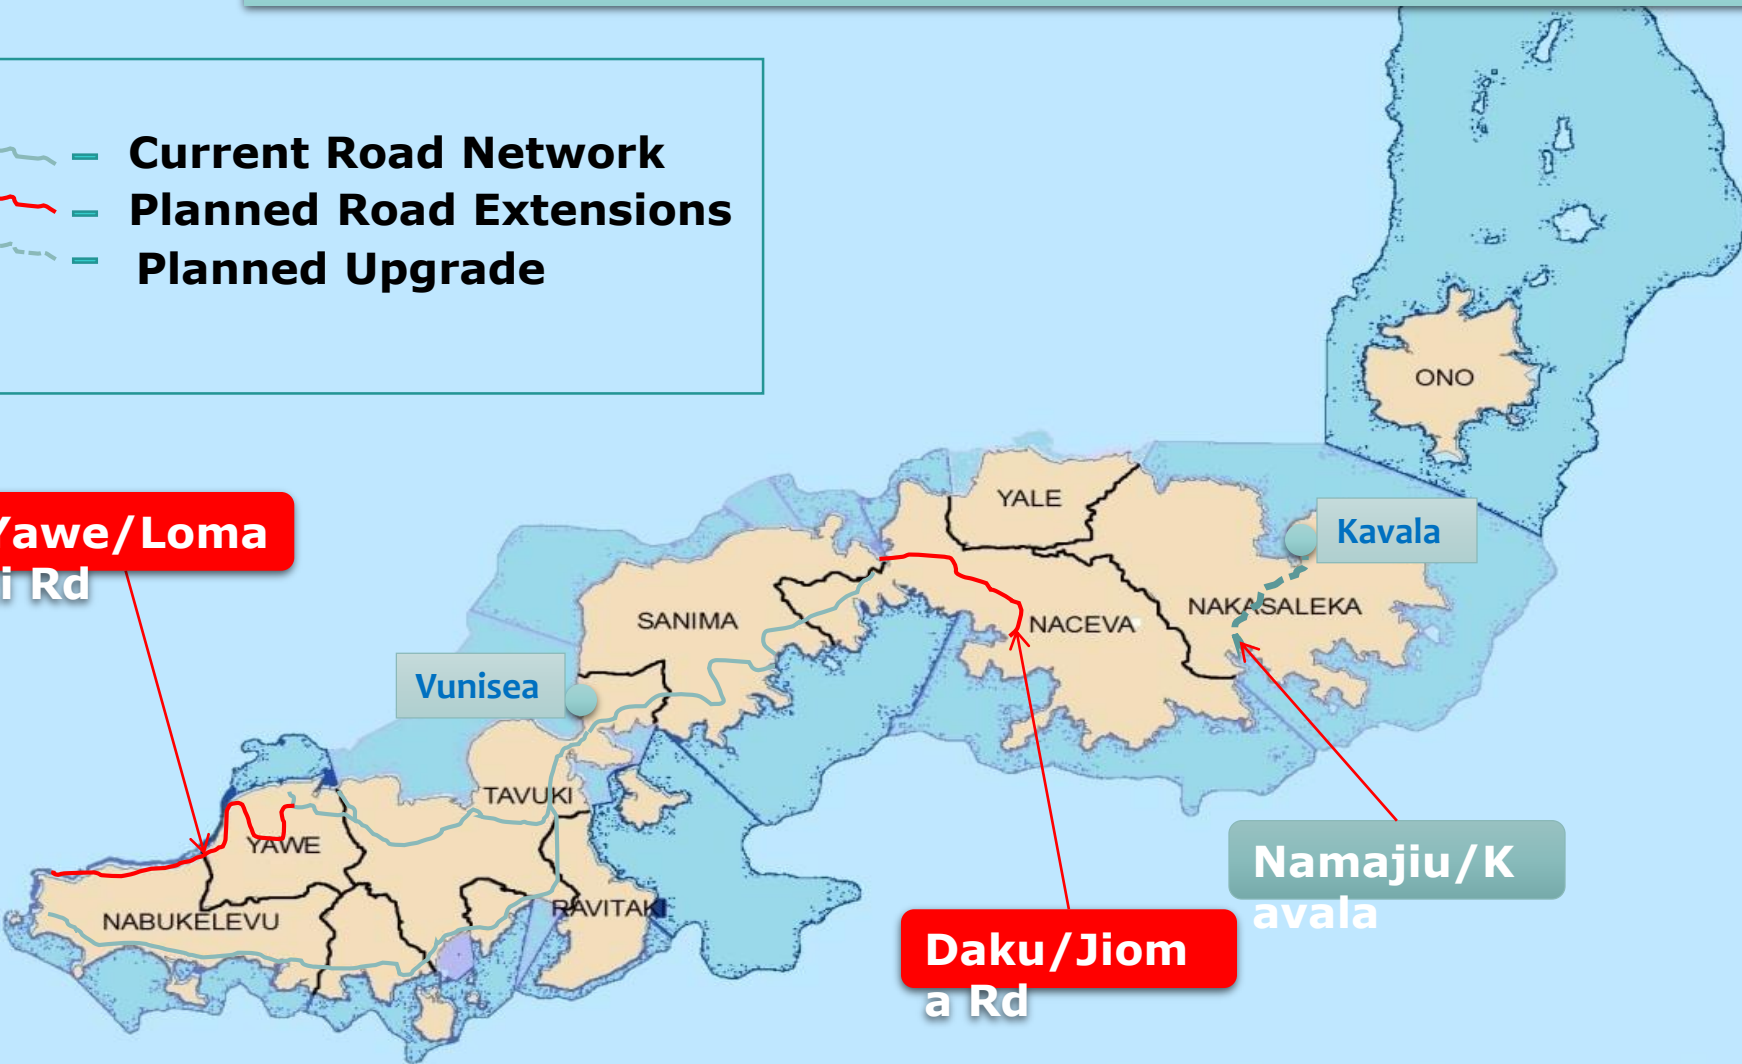 Current Road Network
Planned Road Extensions
Planned Upgrade
ONO
YALE
Kavala
Yawe/Loma
i Rd
NAKASALEKA
SANIMA
NACEVA
Vunisea
TAVUKI
YAWE
Namajiu/K
avala
NABUKELEVU
RAVITAKI
Daku/Jiom
a Rd